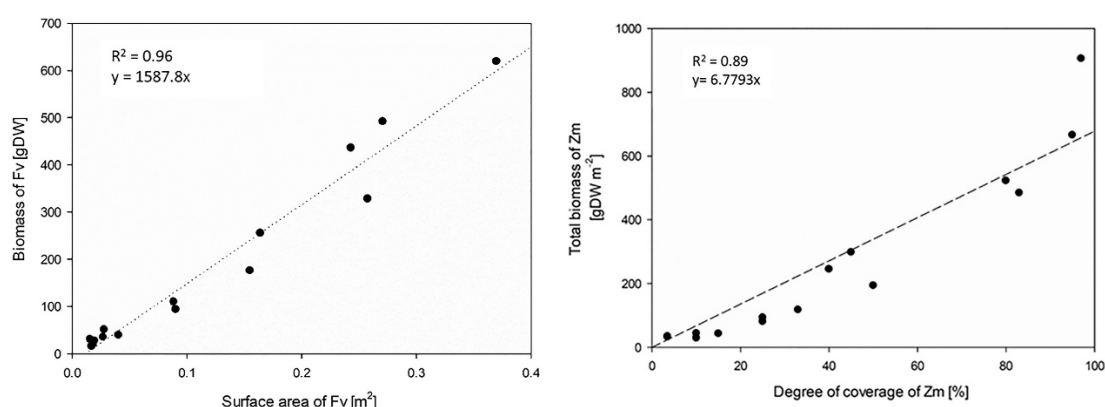 R² = 0.96
y = 1587.8x
Biomass of Fv [gDW]
700
600
500
400
300
200
100
0
0.0 0.1 0.2 0.3 0.4
Surface area of Fv [m²]
R² = 0.89
y= 6.7793x
Total biomass of Zm
[gDW m⁻²]
1000
800
600
400
200
0
0 20 40 60 80 100
Degree of coverage of Zm [%]